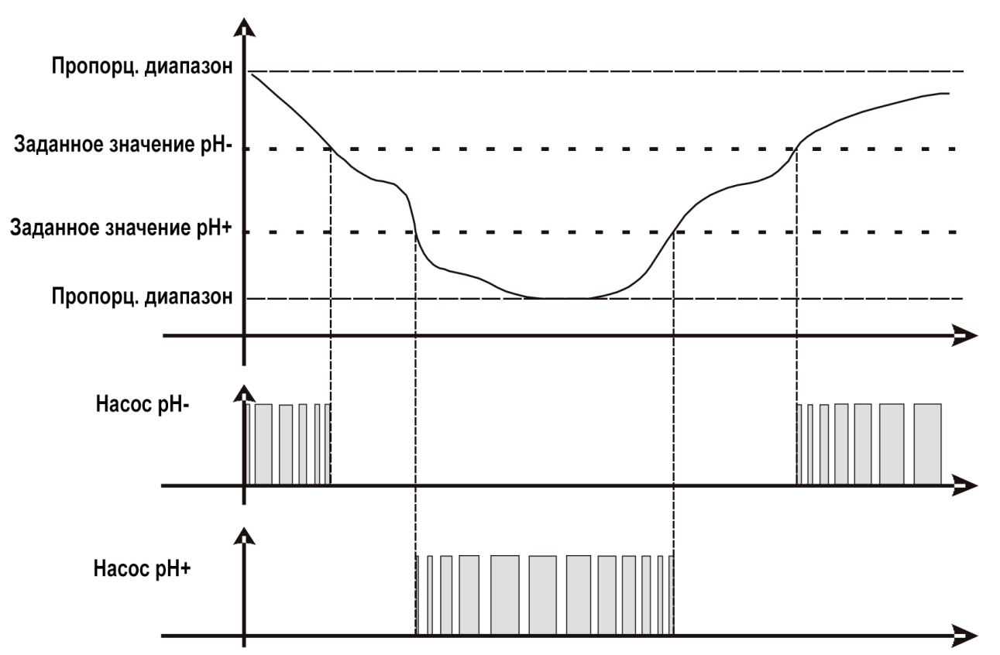 Пропорц. диапазон
Заданное значение pH-
Заданное значение pH+
Пропорц. диапазон
Насос pH-
Насос pH+